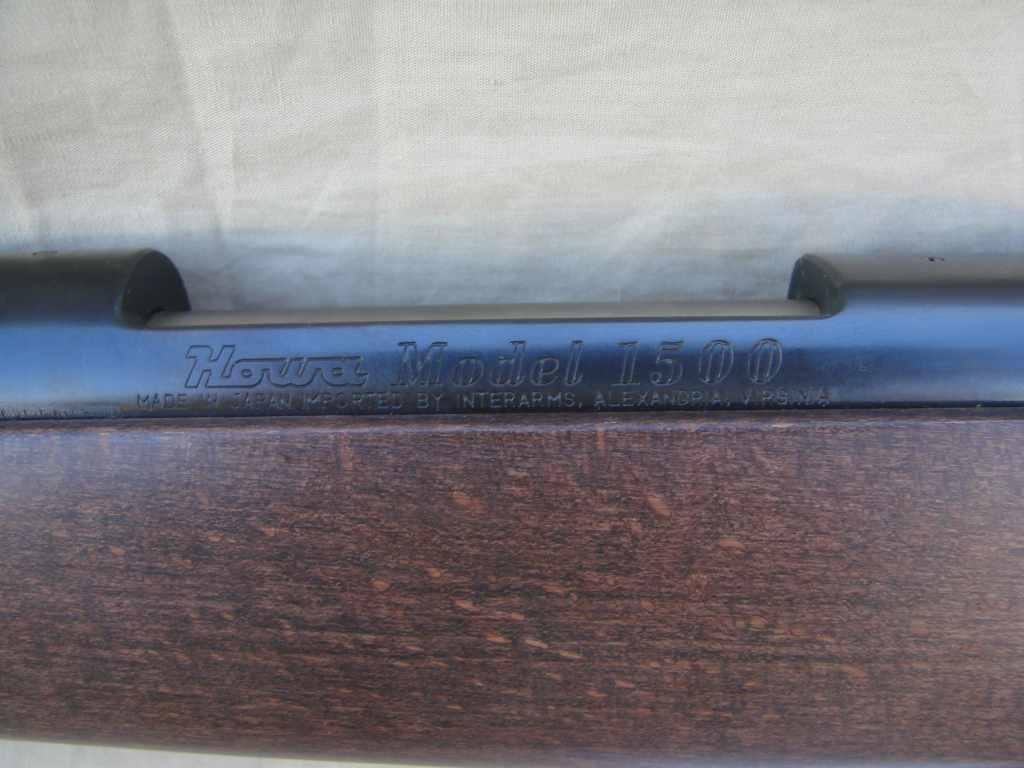 Howa Model 1500
MADE IN JAPAN IMPORTED BY INTERARMS, ALEXANDRIA, VIRGINIA